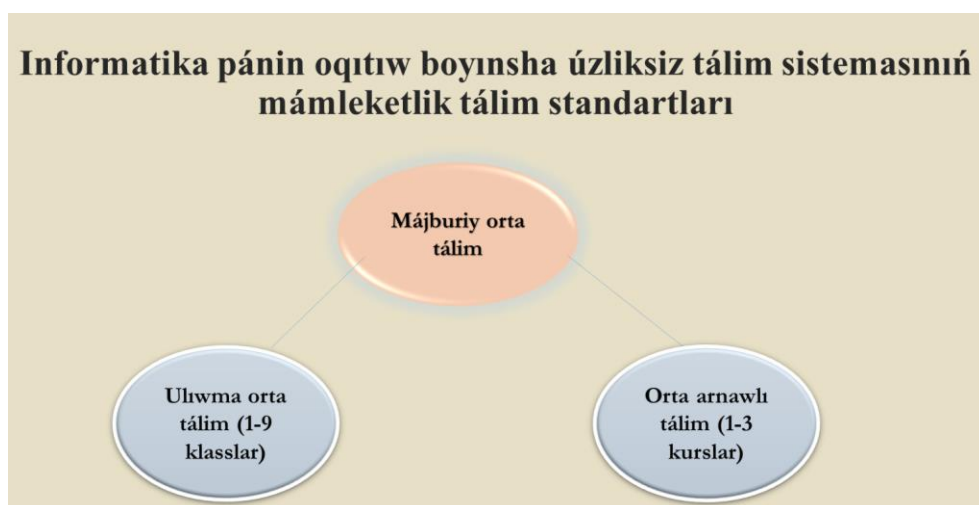 Informatika pánin oqıtıw boyınsha úzliksiz tálim sistemasınıń
mámleketlik tálim standartları
Májburiy orta
tálim
Ulıwma orta
tálim (1-9
klasslar)
Orta arnawlı
tálim (1-3
kurslar)